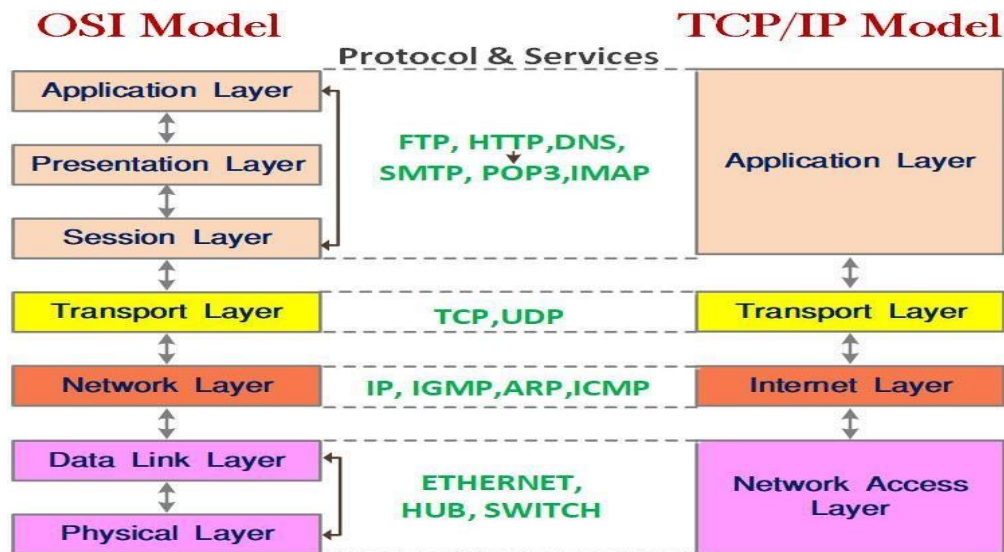 OSI Model
TCP/IP Model
Protocol & Services
Application Layer
Presentation Layer
Session Layer
Transport Layer
Network Layer
Data Link Layer
Physical Layer
FTP, HTTP,DNS,
SMTP, POP3,IMAP
TCP,UDP
IP, IGMP,ARP,ICMP
ETHERNET,
HUB, SWITCH
Application Layer
Transport Layer
Internet Layer
Network Access
Layer